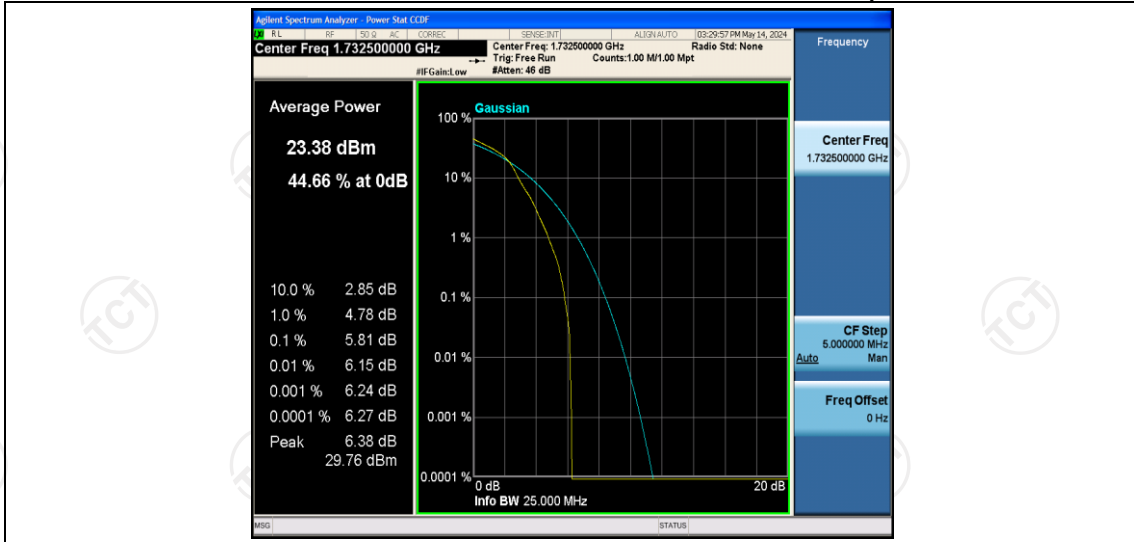 Agilent Spectrum Analyzer - Power Stat CCDF
LXI RL RF 50 Ω AC CORREC SENSE:INT ALIGN AUTO 03:29:57 PM May 14, 2024
Center Freq 1.732500000 GHz
Center Freq: 1.732500000 GHz Radio Std: None
Trig: Free Run Counts:1.00 M/1.00 Mpt
#IFGain:Low #Atten: 46 dB
Frequency
Average Power
23.38 dBm
44.66 % at 0dB
10.0 % 2.85 dB
1.0 % 4.78 dB
0.1 % 5.81 dB
0.01 % 6.15 dB
0.001 % 6.24 dB
0.0001 % 6.27 dB
Peak 6.38 dB
29.76 dBm
Gaussian
100 %
10 %
1 %
0.1 %
0.01 %
0.001 %
0.0001 %
0 dB 20 dB
Info BW 25.000 MHz
Center Freq
1.732500000 GHz
CF Step
5.000000 MHz
Auto Man
Freq Offset
0 Hz
MSG STATUS
TCT
TCT